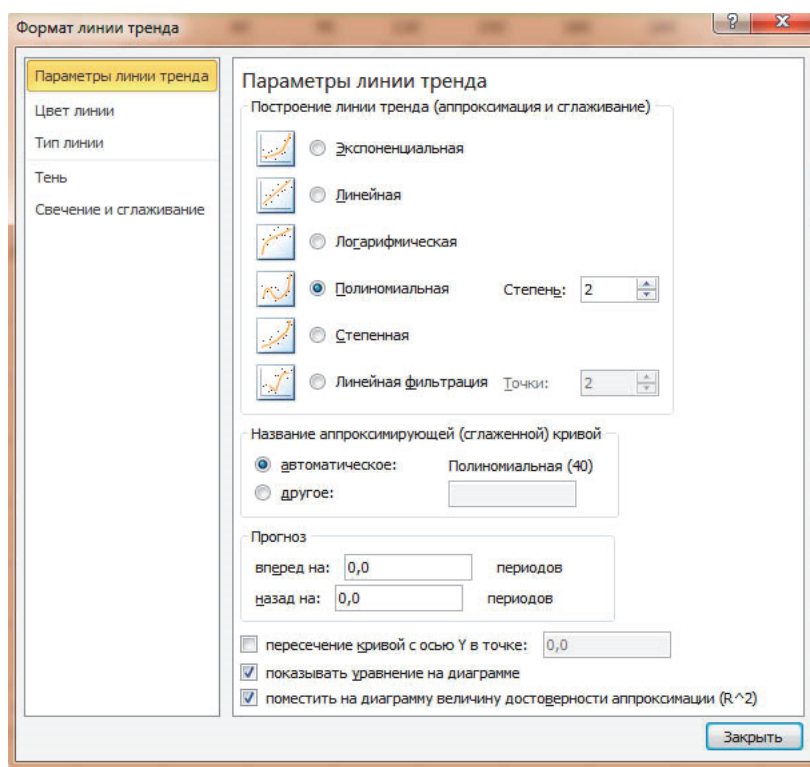 Формат линии тренда
Параметры линии тренда
Цвет линии
Тип линии
Тень
Свечение и сглаживание
Параметры линии тренда
Построение линии тренда (аппроксимация и сглаживание)
Экспоненциальная
Линейная
Логарифмическая
Полиномиальная Степень: 2
Степенная
Линейная фильтрация Точки: 2
Название аппроксимирующей (сглаженной) кривой
автоматическое: Полиномиальная (40)
другое:
Прогноз
вперед на: 0,0 периодов
назад на: 0,0 периодов
пересечение кривой с осью Y в точке: 0,0
показывать уравнение на диаграмме
поместить на диаграмму величину достоверности аппроксимации (R^2)
Закрыть